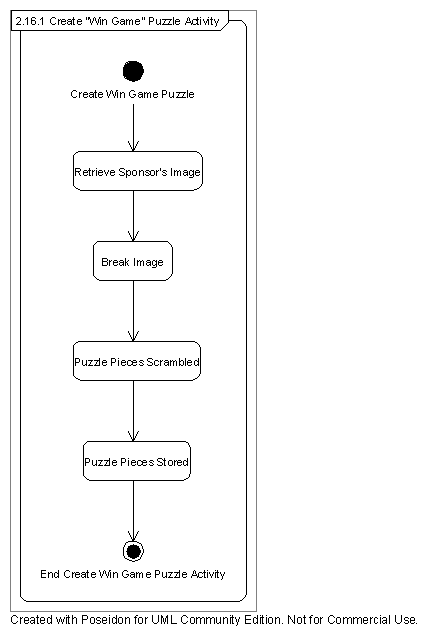 2.16.1 Create "Win Game" Puzzle Activity
Create Win Game Puzzle
Retrieve Sponsor's Image
Break Image
Puzzle Pieces Scrambled
Puzzle Pieces Stored
End Create Win Game Puzzle Activity
Created with Poseidon for UML Community Edition. Not for Commercial Use.